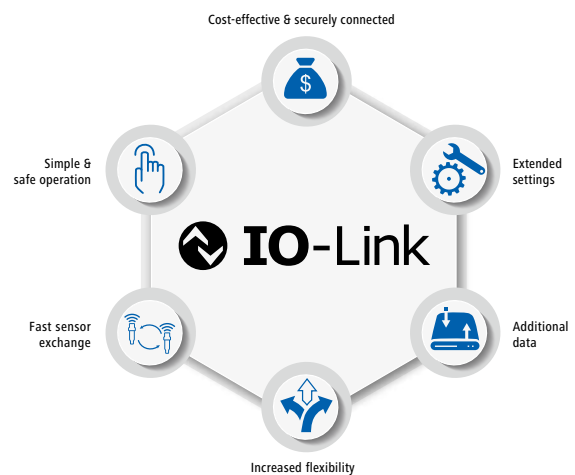 Cost-effective & securely connected
$
Simple &
safe operation
Extended
settings
IO-Link
Fast sensor
exchange
Additional
data
Increased flexibility